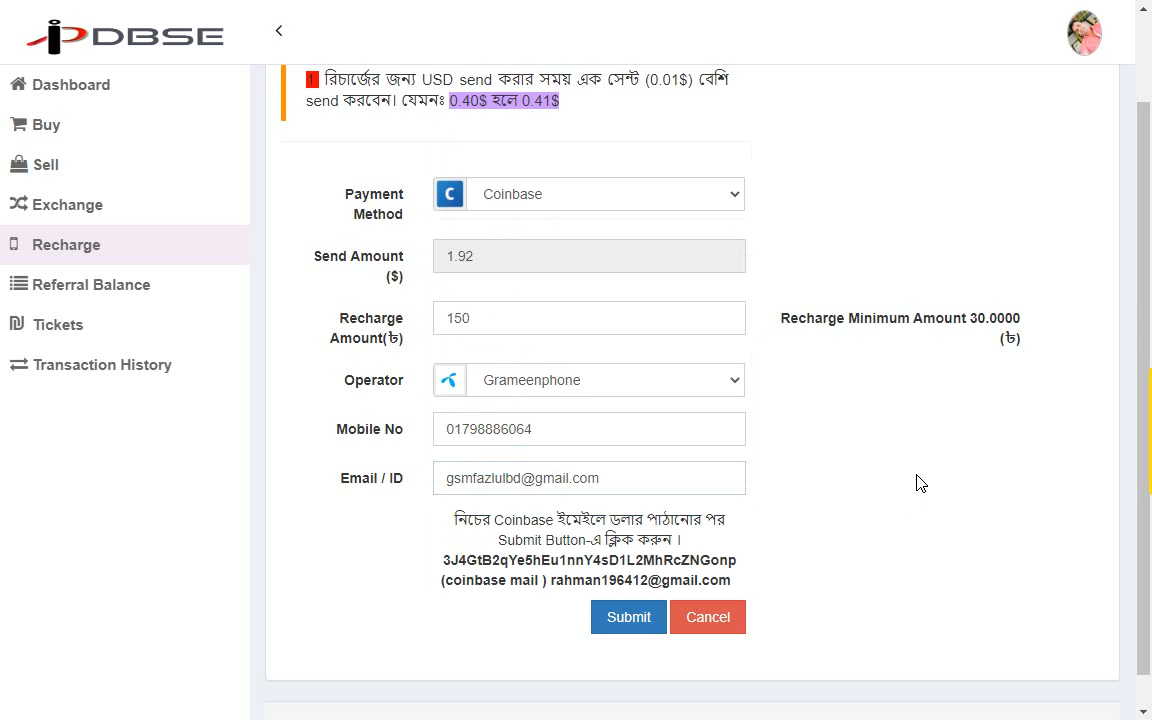 iPDBSE
Dashboard
Buy
Sell
Exchange
Recharge
Referral Balance
Tickets
Transaction History
1 রিচার্জের জন্য USD send করার সময় এক সেন্ট (0.01$) বেশি
send করবেন। যেমনঃ 0.40$ হলে 0.41$
Payment
Method
Coinbase
Send Amount
($)
1.92
Recharge
Amount(৳)
150
Recharge Minimum Amount 30.0000
(৳)
Operator
Grameenphone
Mobile No
01798886064
Email / ID
gsmfazlulbd@gmail.com
নিচের Coinbase ইমেইলে ডলার পাঠানোর পর
Submit Button-এ ক্লিক করুন ।
3J4GtB2qYe5hEu1nnY4sD1L2MhRcZNGonp
(coinbase mail ) rahman196412@gmail.com
Submit Cancel